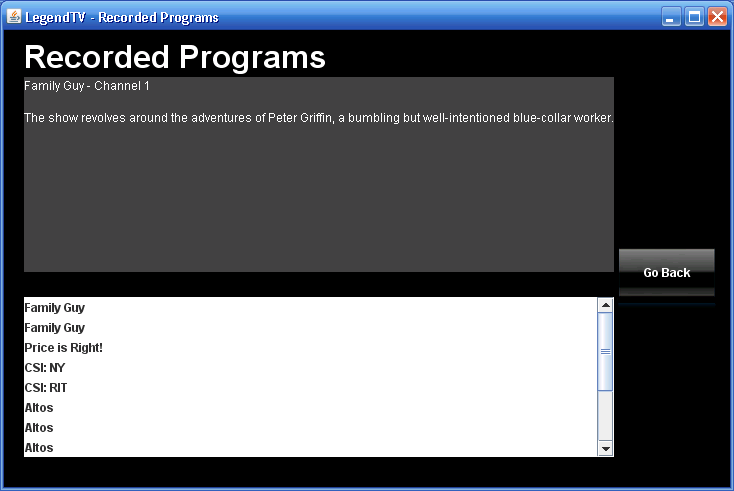 LegendTV - Recorded Programs
Recorded Programs
Family Guy - Channel 1
The show revolves around the adventures of Peter Griffin, a bumbling but well-intentioned blue-collar worker.
Go Back
Family Guy
Family Guy
Price is Right!
CSI: NY
CSI: RIT
Altos
Altos
Altos